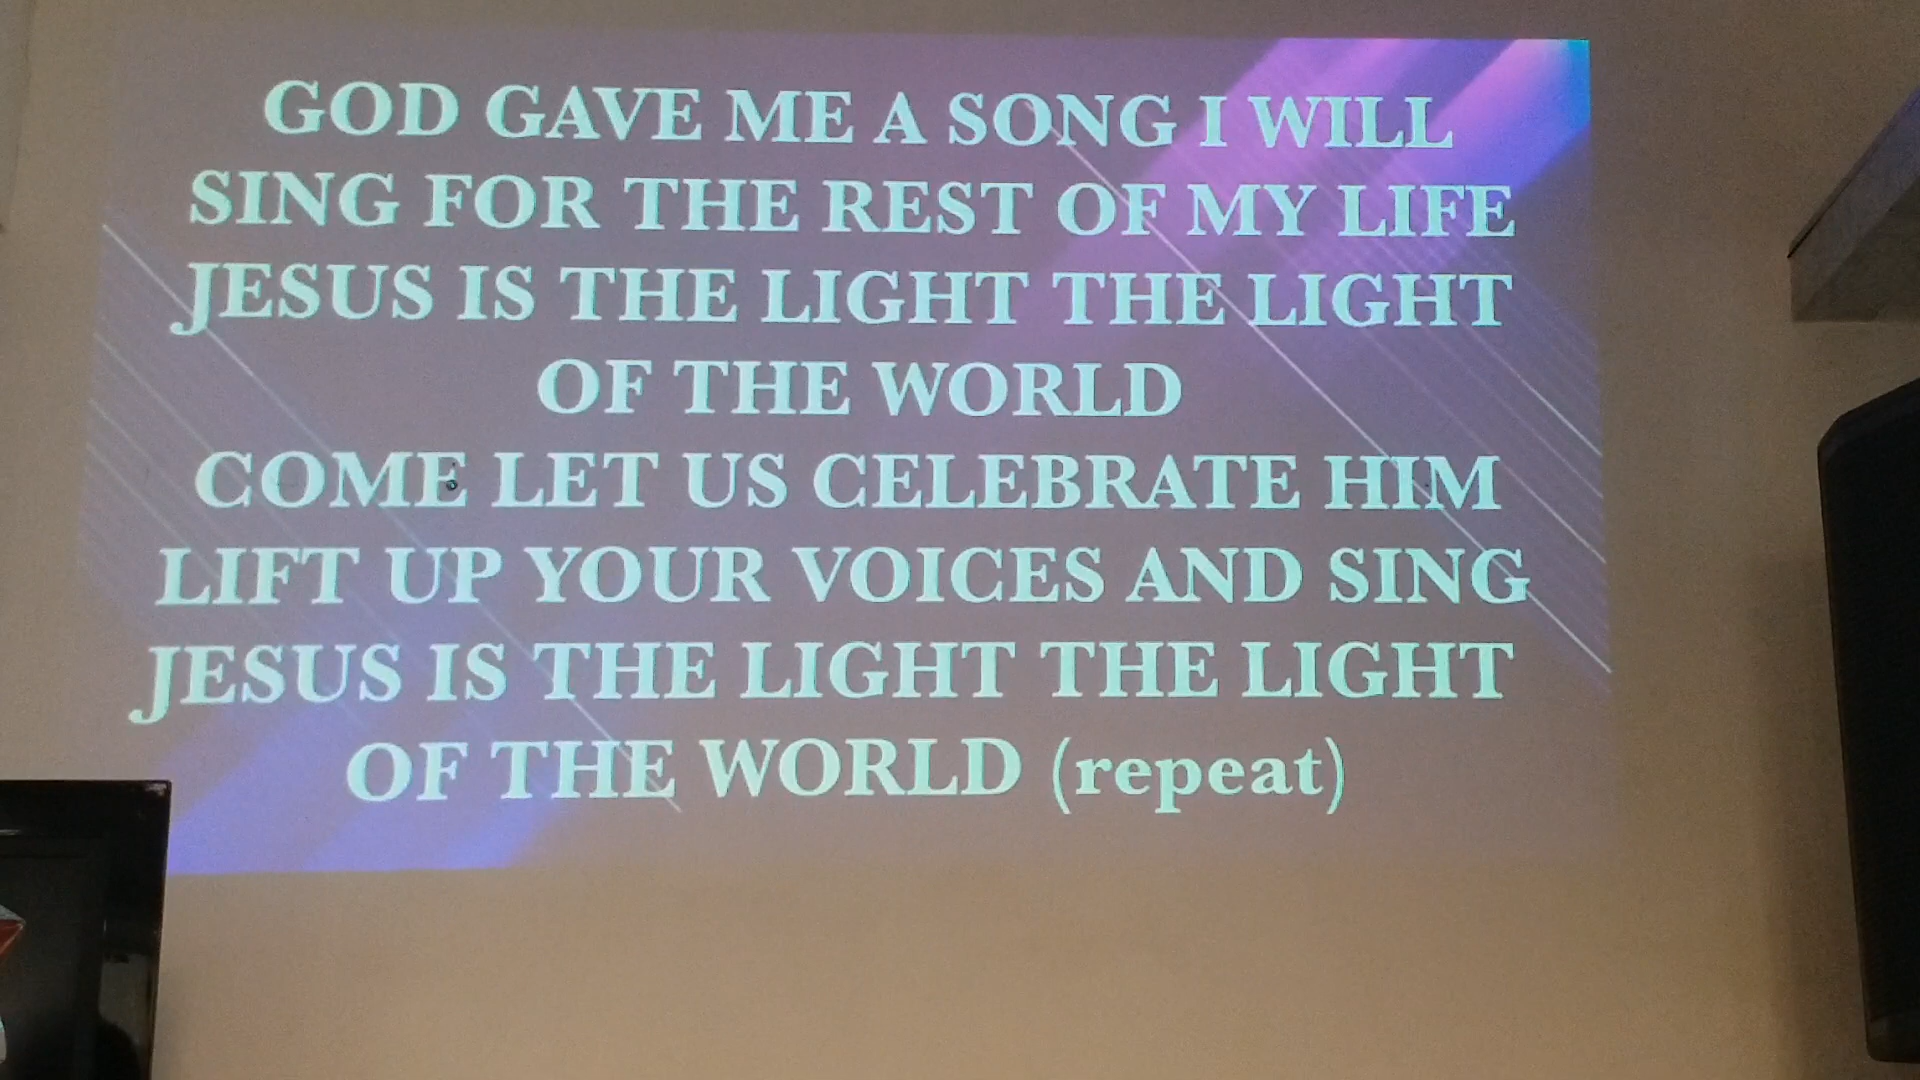 GOD GAVE ME A SONG I WILL
SING FOR THE REST OF MY LIFE
JESUS IS THE LIGHT THE LIGHT
OF THE WORLD
COME LET US CELEBRATE HIM
LIFT UP YOUR VOICES AND SING
JESUS IS THE LIGHT THE LIGHT
OF THE WORLD (repeat)